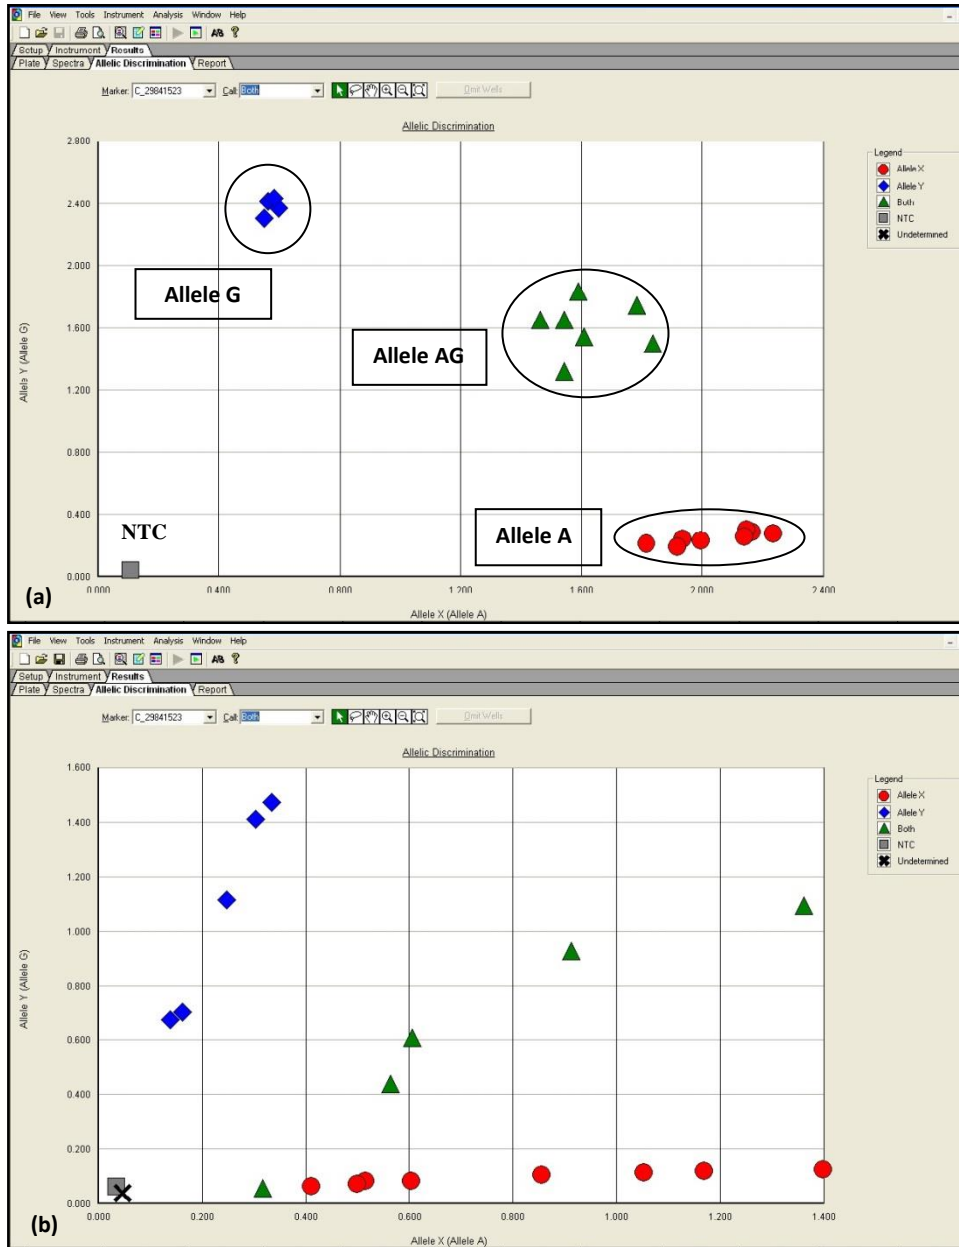 File View Tools Instrument Analysis Window Help
Setup Instrument Results
Plate Spectra Allelic Discrimination Report
Marker: C_29841523 Call: Both Omit Wells
Allelic Discrimination
2.800
2.400
2.000
1.600
1.200
0.800
0.400
0.000
Allele Y (Allele G)
Allele G
Allele AG
Allele A
NTC
Legend
Allele X
Allele Y
Both
NTC
Undetermined
0.000 0.400 0.800 1.200 1.600 2.000 2.400
(a)
Allele X (Allele A)
File View Tools Instrument Analysis Window Help
Setup Instrument Results
Plate Spectra Allelic Discrimination Report
Marker: C_29841523 Call: Both Omit Wells
Allelic Discrimination
1.600
1.400
1.200
1.000
0.800
0.600
0.400
0.200
0.000
Allele Y (Allele G)
Legend
Allele X
Allele Y
Both
NTC
Undetermined
0.000 0.200 0.400 0.600 0.800 1.000 1.200 1.400
(b)
Allele X (Allele A)